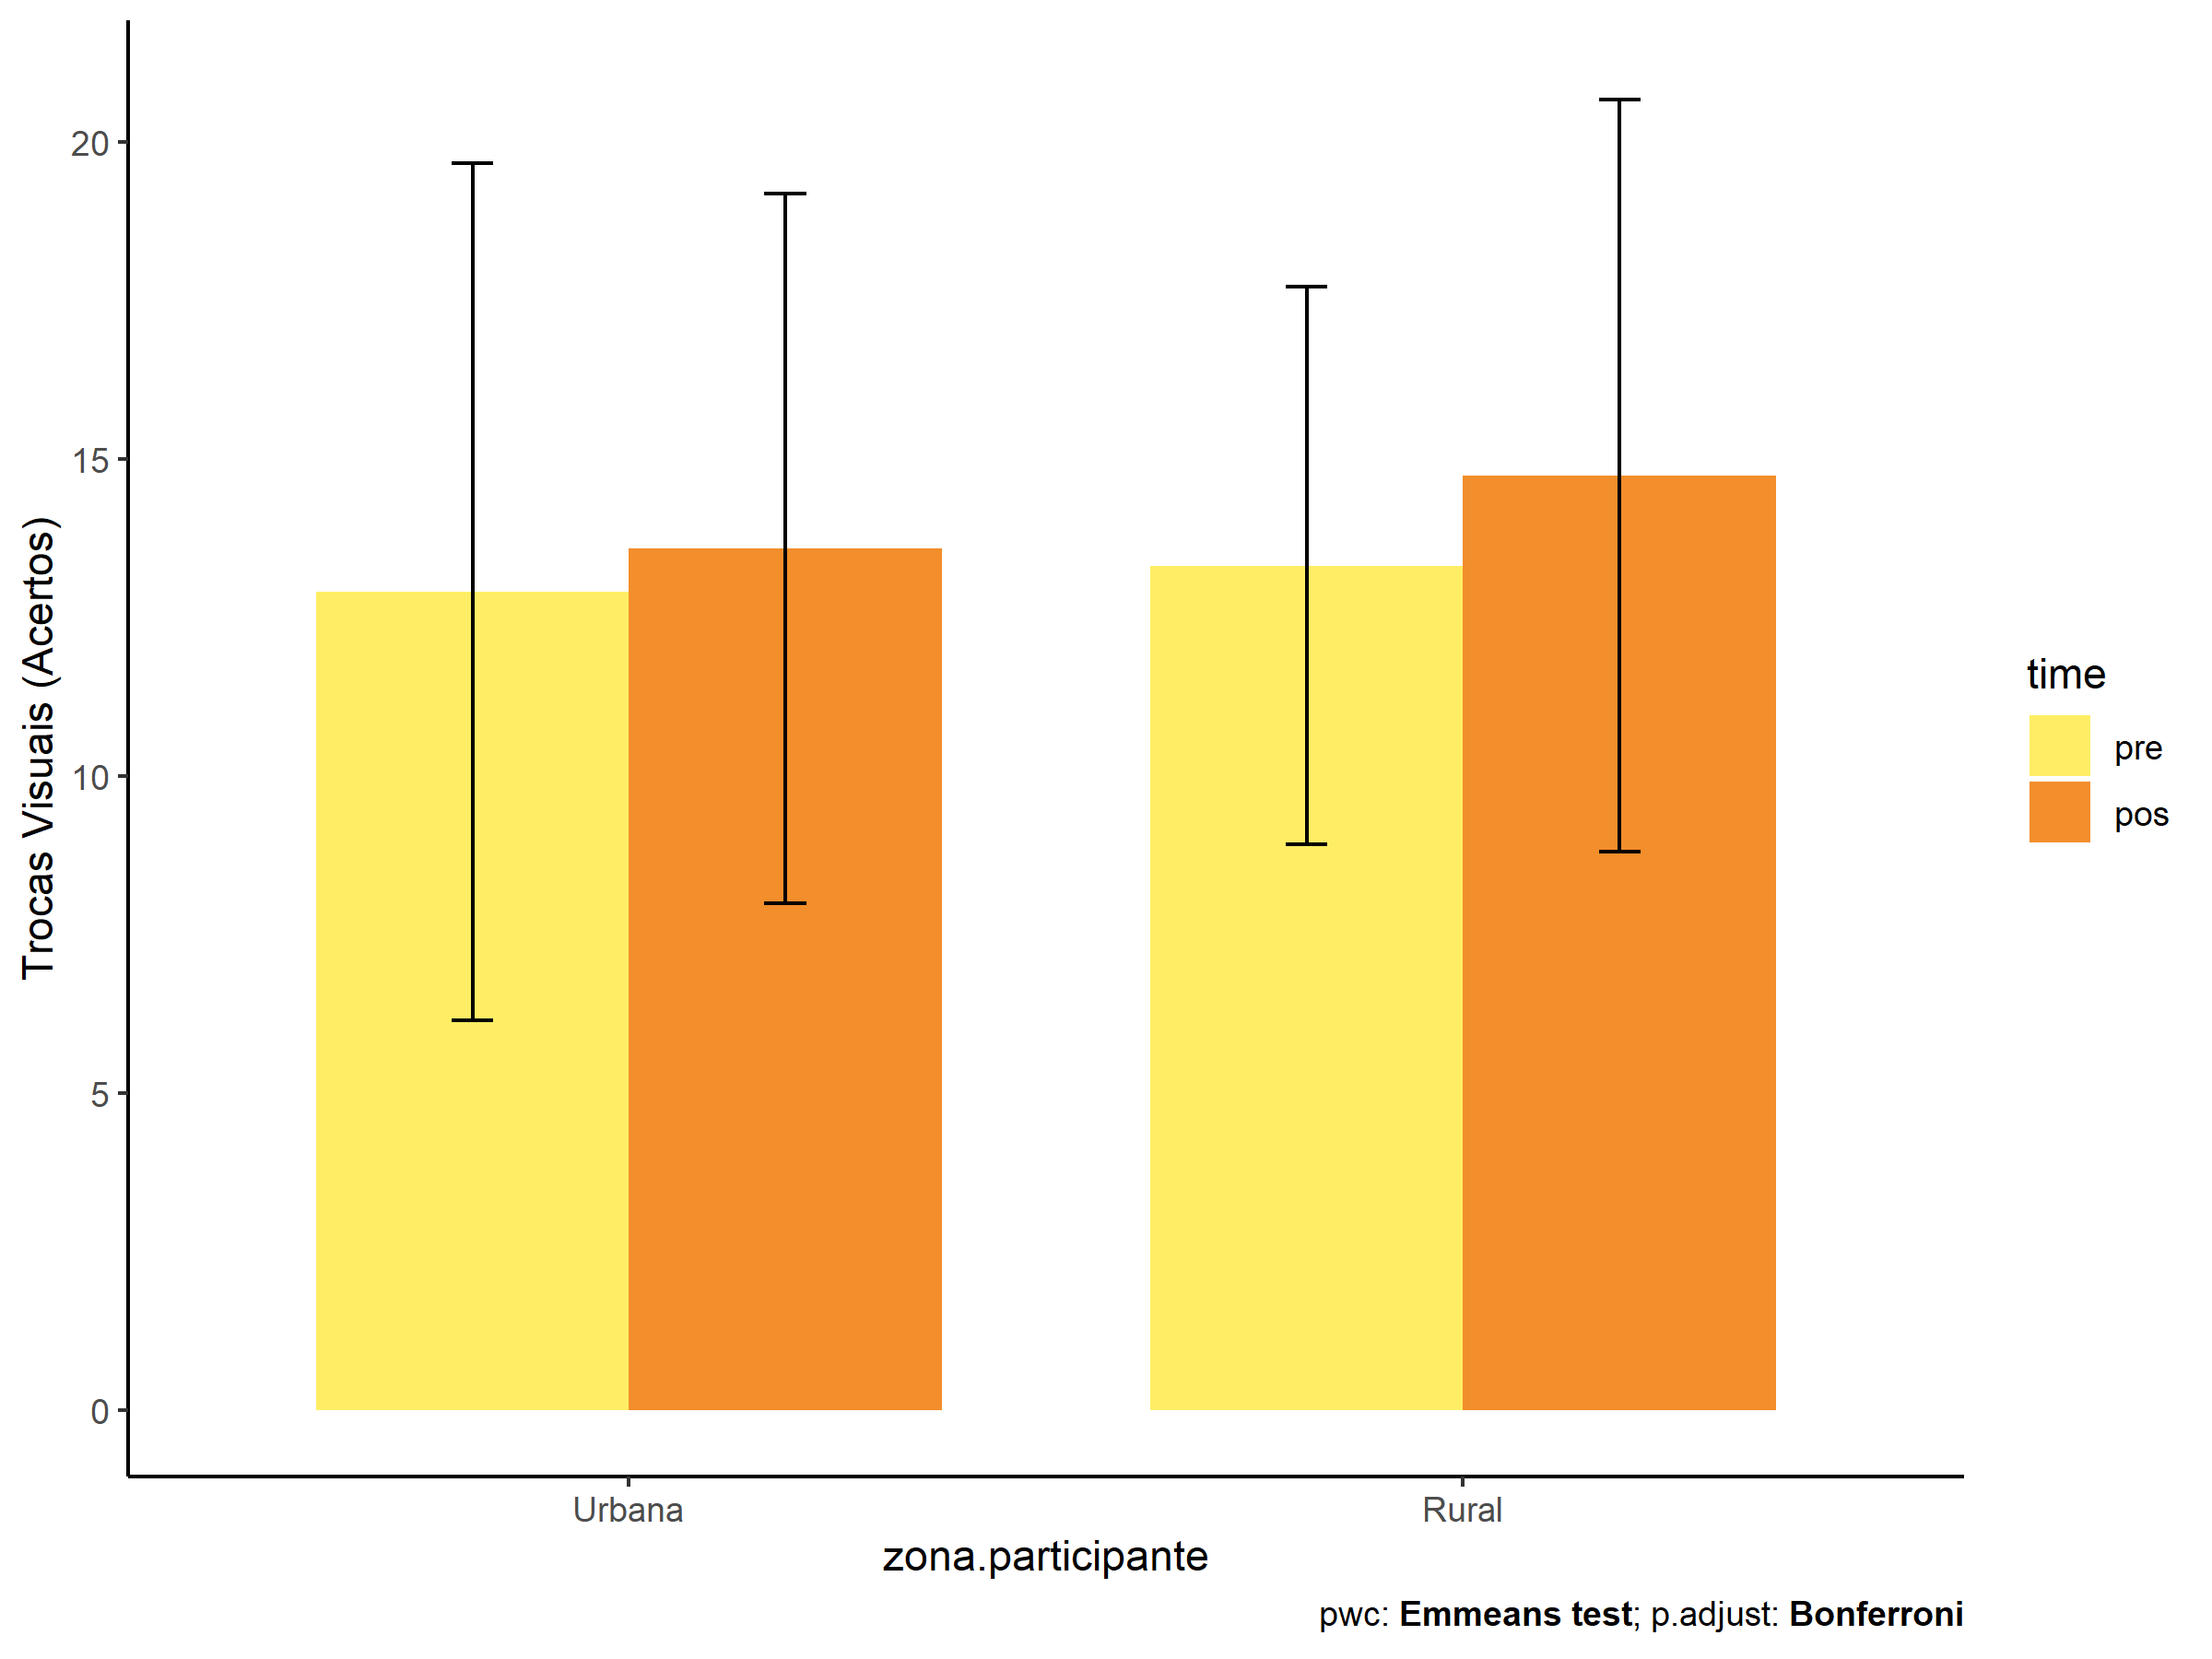 Trocas Visuais (Acertos)
20
15
10
5
0
Urbana
Rural
zona.participante
time
pre
pos
pwc: Emmeans test; p.adjust: Bonferroni